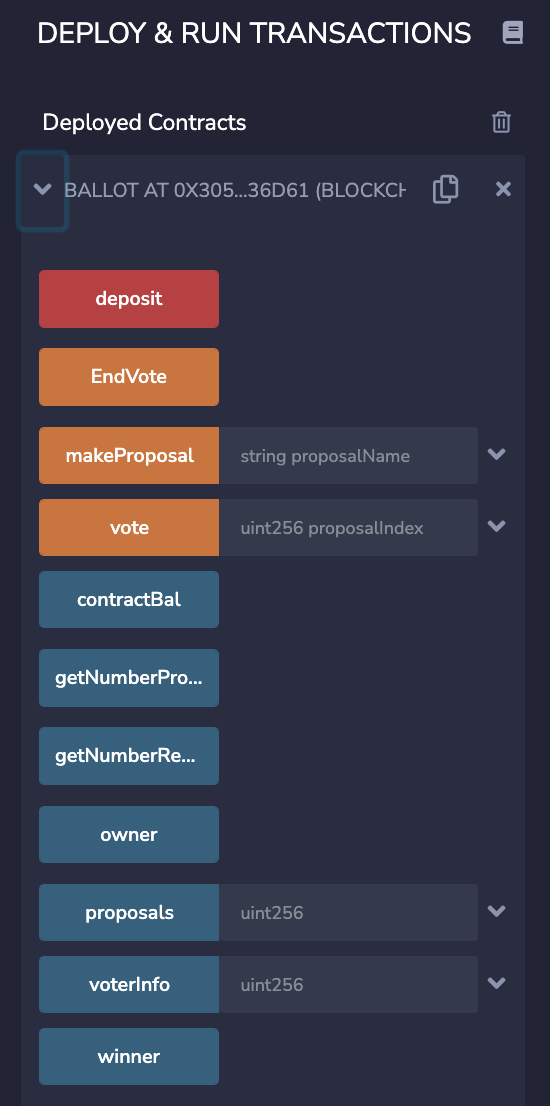 DEPLOY & RUN TRANSACTIONS
Deployed Contracts
BALLOT AT 0X305...36D61 (BLOCKCH
deposit
EndVote
makeProposal string proposalName
vote uint256 proposalIndex
contractBal
getNumberPro...
getNumberRe...
owner
proposals uint256
voterInfo uint256
winner